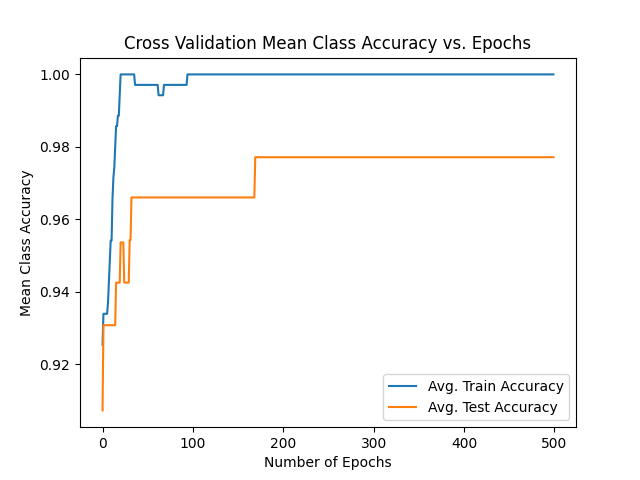 Cross Validation Mean Class Accuracy vs. Epochs
1.00
0.98
0.96
0.94
0.92
Mean Class Accuracy
Avg. Train Accuracy
Avg. Test Accuracy
0 100 200 300 400 500
Number of Epochs